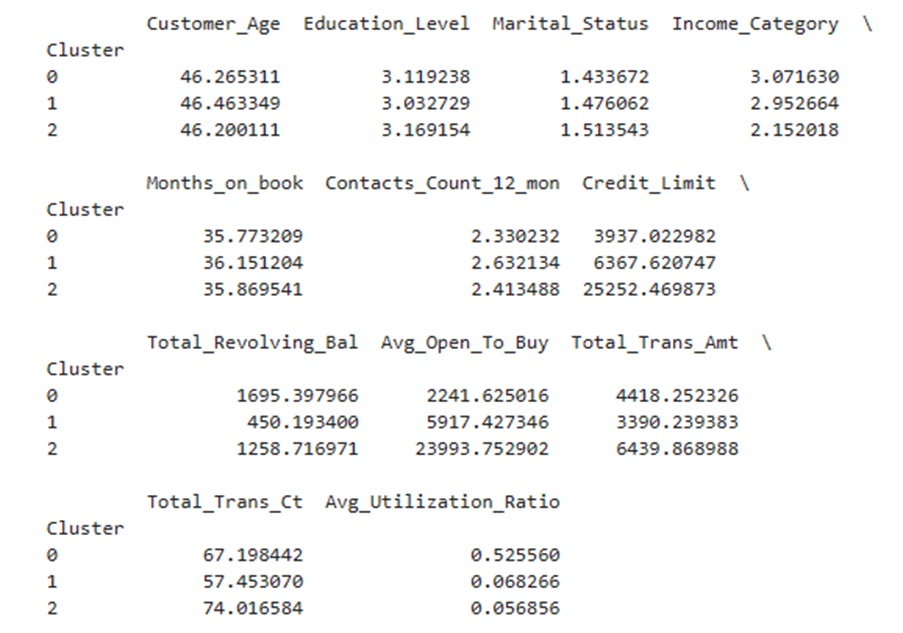 Customer_Age Education_Level Marital_Status Income_Category \
Cluster
0 46.265311 3.119238 1.433672 3.071630
1 46.463349 3.032729 1.476062 2.952664
2 46.200111 3.169154 1.513543 2.152018
Months_on_book Contacts_Count_12_mon Credit_Limit \
Cluster
0 35.773209 2.330232 3937.022982
1 36.151204 2.632134 6367.620747
2 35.869541 2.413488 25252.469873
Total_Revolving_Bal Avg_Open_To_Buy Total_Trans_Amt \
Cluster
0 1695.397966 2241.625016 4418.252326
1 450.193400 5917.427346 3390.239383
2 1258.716971 23993.752902 6439.868988
Total_Trans_Ct Avg_Utilization_Ratio
Cluster
0 67.198442 0.525560
1 57.453070 0.068266
2 74.016584 0.056856